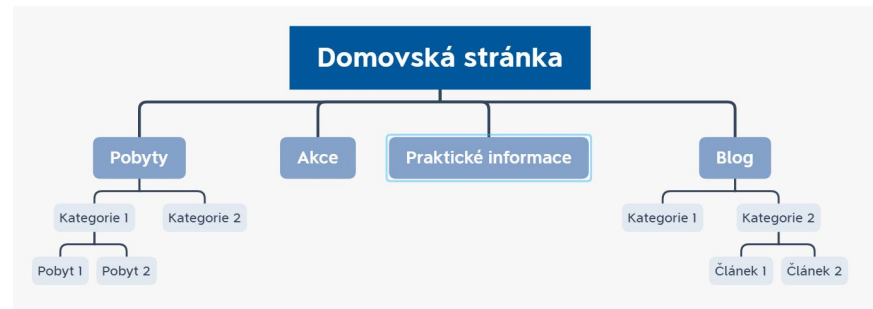 Domovská stránka
Pobyty
Akce
Praktické informace
Blog
Kategorie 1
Kategorie 2
Kategorie 1
Kategorie 2
Pobyt 1
Pobyt 2
Článek 1
Článek 2